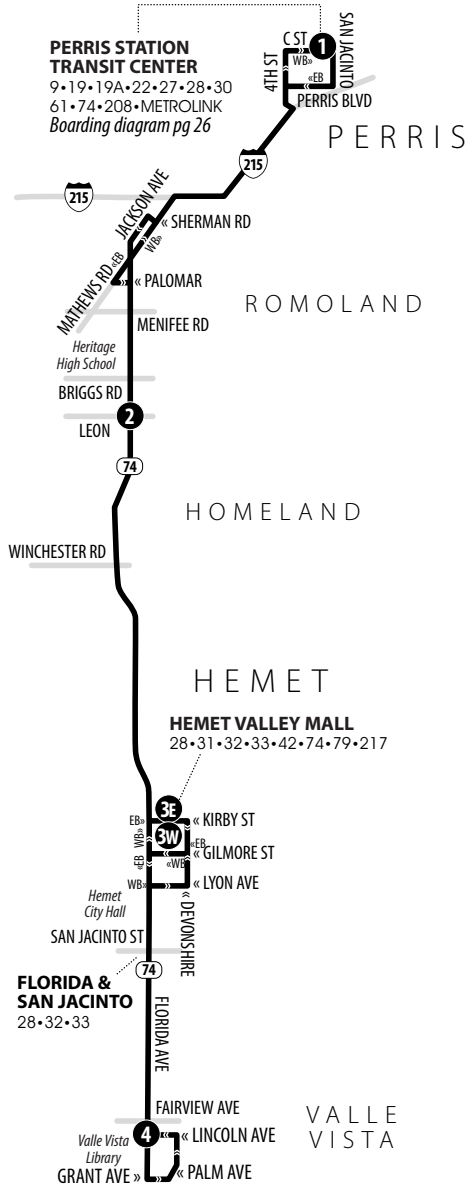 PERRIS STATION
TRANSIT CENTER
9•19•19A•22•27•28•30
61•74•208•METROLINK
Boarding diagram pg 26
C ST
1
SAN JACINTO
WB»
4TH ST
«EB
PERRIS BLVD
PERRIS
215
215
JACKSON AVE
« SHERMAN RD
WB»
«EB
MATHEWS RD
« PALOMAR
ROMOLAND
MENIFEE RD
Heritage
High School
BRIGGS RD
2
LEON
74
HOMELAND
WINCHESTER RD
HEMET
HEMET VALLEY MALL
28•31•32•33•42•74•79•217
3E
EB»
« KIRBY ST
WB»
3W
«EB
« GILMORE ST
«EB
«WB
WB»
« LYON AVE
Hemet
City Hall
« DEVONSHIRE
SAN JACINTO ST
74
FLORIDA &
SAN JACINTO
28•32•33
FLORIDA AVE
FAIRVIEW AVE
VALLE
VISTA
4
« LINCOLN AVE
Valle Vista
Library
GRANT AVE »
« PALM AVE